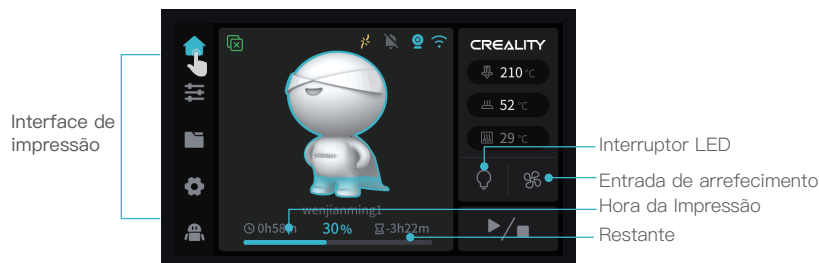 CREALITY
210 °C
52 °C
29 °C
Interface de
impressão
Interruptor LED
Entrada de arrefecimento
Hora da Impressão
Restante
CREALITY
wenjianming1
0h58m 30% -3h22m